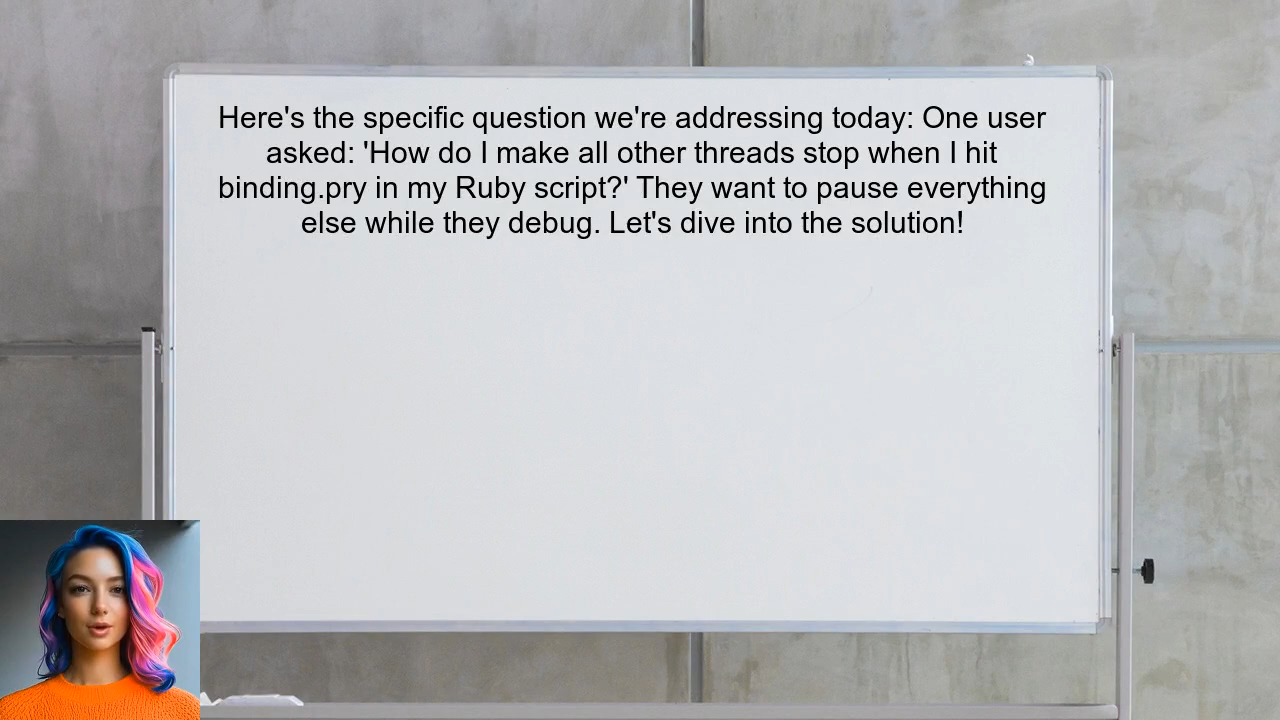 Here's the specific question we're addressing today: One user
asked: 'How do I make all other threads stop when I hit
binding.pry in my Ruby script?' They want to pause everything
else while they debug. Let's dive into the solution!